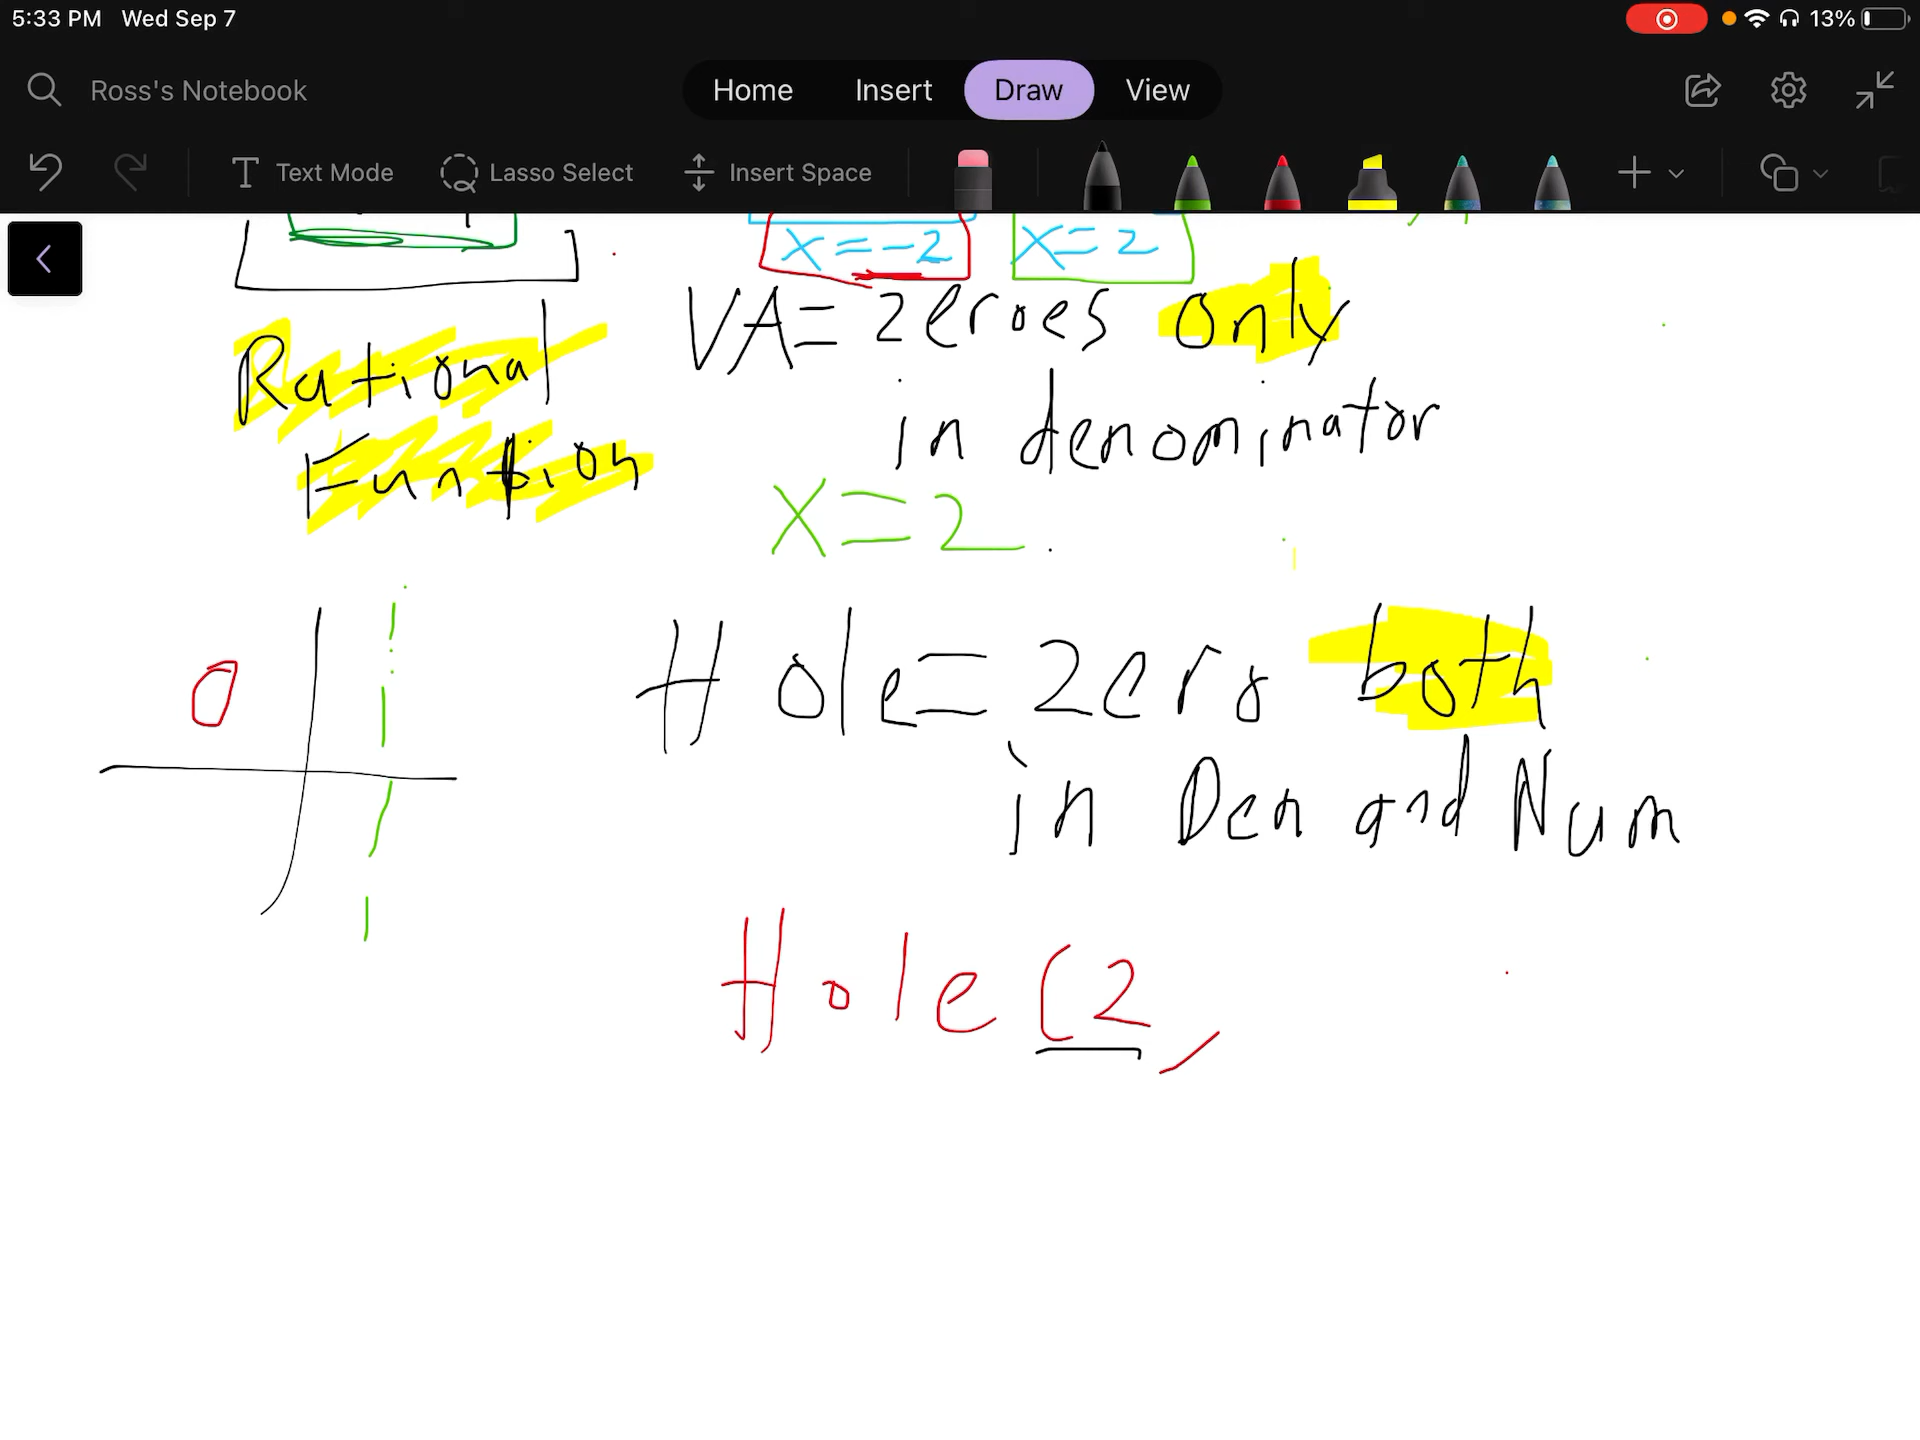 5:33 PM Wed Sep 7
13%
Ross's Notebook
Home Insert Draw View
Text Mode Lasso Select Insert Space
x=-2 x=2
Rational
Function
VA= zeroes only
in denominator
x=2
Hole= zero both
in Den and Num
Hole (2,